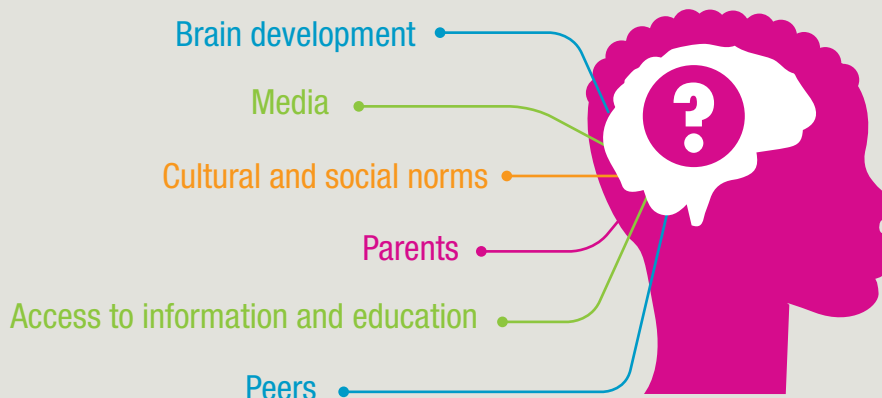 Brain development
Media
?
Cultural and social norms
Parents
Access to information and education
Peers